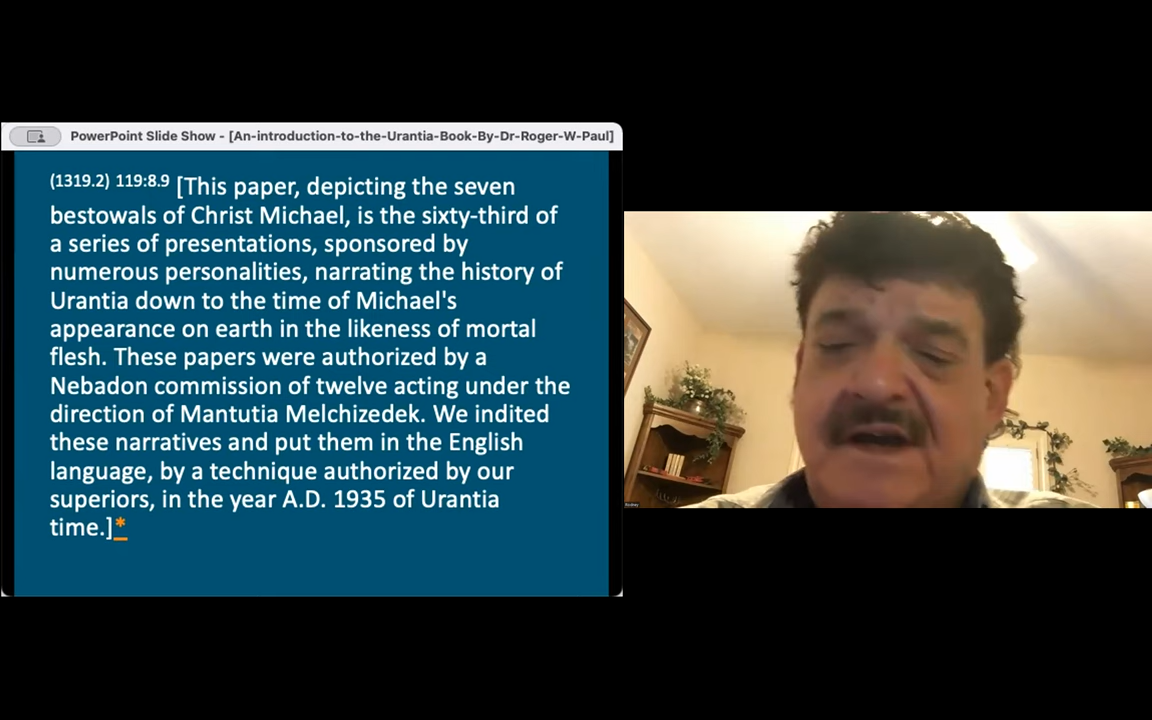 PowerPoint Slide Show - [An-introduction-to-the-Urantia-Book-By-Dr-Roger-W-Paul]
(1319.2) 119:8.9 [This paper, depicting the seven
bestowals of Christ Michael, is the sixty-third of
a series of presentations, sponsored by
numerous personalities, narrating the history of
Urantia down to the time of Michael's
appearance on earth in the likeness of mortal
flesh. These papers were authorized by a
Nebadon commission of twelve acting under the
direction of Mantutia Melchizedek. We indited
these narratives and put them in the English
language, by a technique authorized by our
superiors, in the year A.D. 1935 of Urantia
time.]*